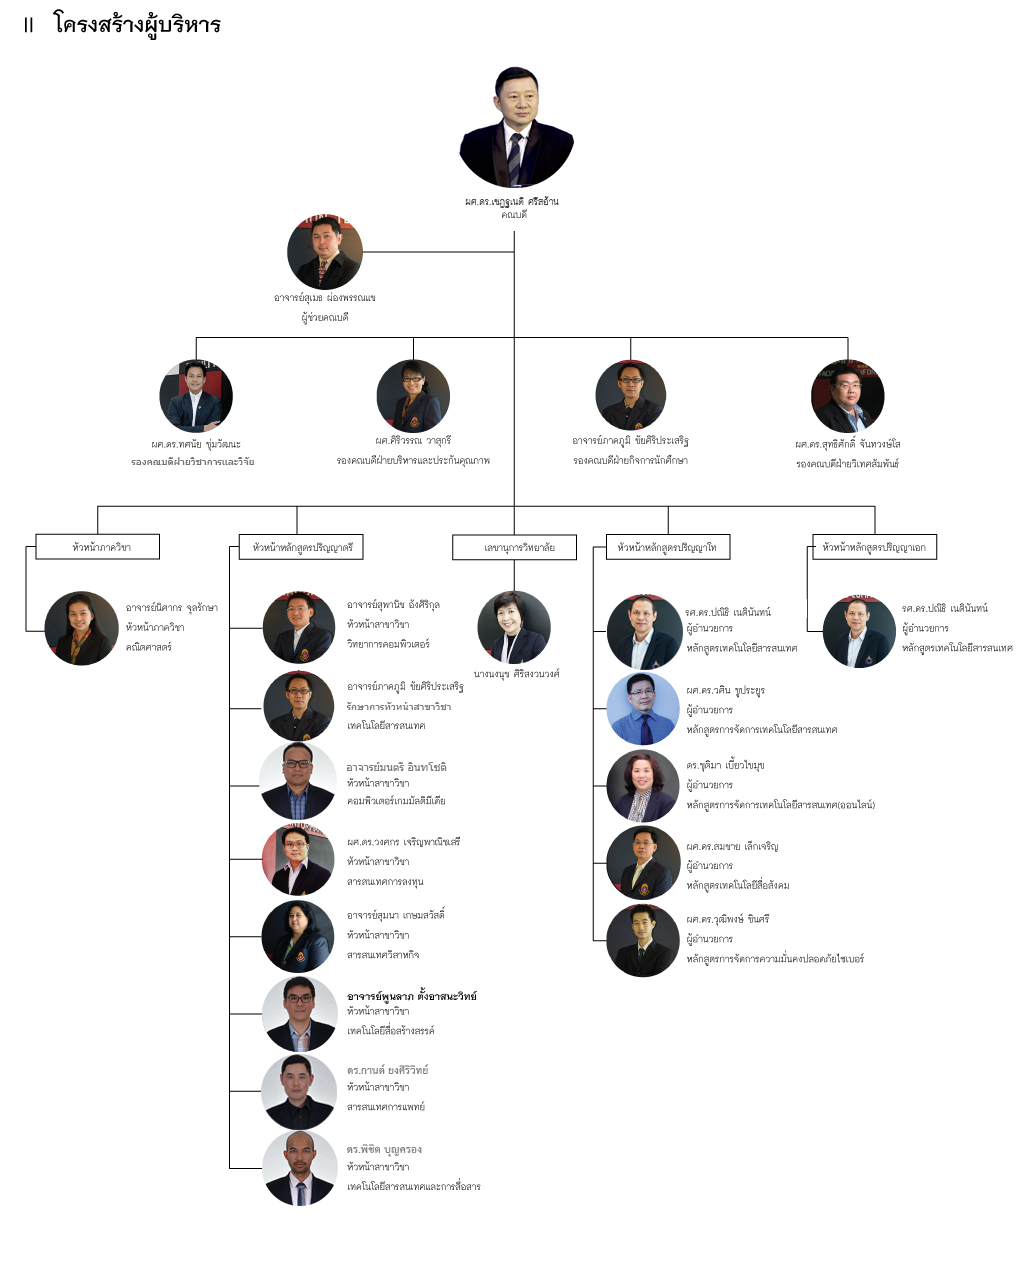 II โครงสร้างผู้บริหาร
ผศ.ดร.เชฏฐเนติ ศรีสอ้าน
คณบดี
อาจารย์สุเมธ ผ่องพรรณแข
ผู้ช่วยคณบดี
ผศ.ดร.ทศนัย ชุ่มวัฒนะ
รองคณบดีฝ่ายวิชาการและวิจัย
ผศ.ศิริวรรณ วาสุกรี
รองคณบดีฝ่ายบริหารและประกันคุณภาพ
อาจารย์ภาคภูมิ ชัยศิริประเสริฐ
รองคณบดีฝ่ายกิจการนักศึกษา
ผศ.ดร.สุทธิศักดิ์ จันทวงษ์โส
รองคณบดีฝ่ายวิเทศสัมพันธ์
หัวหน้าภาควิชา
อาจารย์นิศากร จุลรักษา
หัวหน้าภาควิชา
คณิตศาสตร์
หัวหน้าหลักสูตรปริญญาตรี
อาจารย์สุพานิช อังศิริกุล
หัวหน้าสาขาวิชา
วิทยาการคอมพิวเตอร์
อาจารย์ภาคภูมิ ชัยศิริประเสริฐ
รักษาการหัวหน้าสาขาวิชา
เทคโนโลยีสารสนเทศ
อาจารย์มนตรี อินทโชติ
หัวหน้าสาขาวิชา
คอมพิวเตอร์เกมมัลติมีเดีย
ผศ.ดร.วงศกร เจริญพาณิชเสรี
หัวหน้าสาขาวิชา
สารสนเทศการลงทุน
อาจารย์สุมนา เกษมสวัสดิ์
หัวหน้าสาขาวิชา
สารสนเทศวิสาหกิจ
อาจารย์พูนลาภ ตั้งอาสนะวิทย์
หัวหน้าสาขาวิชา
เทคโนโลยีสื่อสร้างสรรค์
ดร.กานต์ ยงศิริวิทย์
หัวหน้าสาขาวิชา
สารสนเทศการแพทย์
ดร.พิชิต บุญครอง
หัวหน้าสาขาวิชา
เทคโนโลยีสารสนเทศและการสื่อสาร
เลขานุการวิทยาลัย
นางนงนุช ศิริสงวนวงศ์
หัวหน้าหลักสูตรปริญญาโท
รศ.ดร.ปณิธิ เนตินันทน์
ผู้อำนวยการ
หลักสูตรเทคโนโลยีสารสนเทศ
ผศ.ดร.วศิน ชูประยูร
ผู้อำนวยการ
หลักสูตรการจัดการเทคโนโลยีสารสนเทศ
ดร.ชุติมา เบี้ยวไข่มุข
ผู้อำนวยการ
หลักสูตรการจัดการเทคโนโลยีสารสนเทศ(ออนไลน์)
ผศ.ดร.สมชาย เล็กเจริญ
ผู้อำนวยการ
หลักสูตรเทคโนโลยีสื่อสังคม
ผศ.ดร.วุฒิพงษ์ ชินศรี
ผู้อำนวยการ
หลักสูตรการจัดการความมั่นคงปลอดภัยไซเบอร์
หัวหน้าหลักสูตรปริญญาเอก
รศ.ดร.ปณิธิ เนตินันทน์
ผู้อำนวยการ
หลักสูตรเทคโนโลยีสารสนเทศ